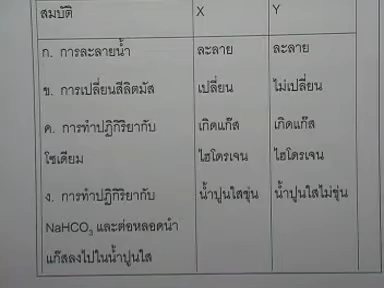 สมบัติ X Y
ก. การละลายน้ำ ละลาย ละลาย
ข. การเปลี่ยนสีลิตมัส เปลี่ยน ไม่เปลี่ยน
ค. การทำปฏิกิริยากับ เกิดแก๊ส เกิดแก๊ส
โซเดียม ไฮโดรเจน ไฮโดรเจน
ง. การทำปฏิกิริยากับ น้ำปูนใสขุ่น น้ำปูนใสไม่ขุ่น
NaHCO₃ และต่อหลอดนำ
แก๊สลงไปในน้ำปูนใส